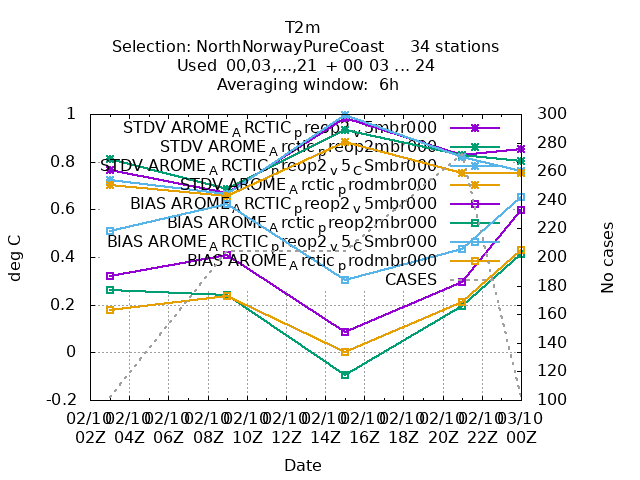 T2m
Selection: NorthNorwayPureCoast 34 stations
Used 00,03,...,21 + 00 03 ... 24
Averaging window: 6h
1 300
STDV AROME_ARCTIC_preop2_v5mbr000
280
STDV AROME_Arctic_preop2mbr000
0.8 STDV AROME_ARCTIC_preop2_v5_CSmbr000 260
STDV AROME_Arctic_prodmbr000
240
0.6 BIAS AROME_ARCTIC_preop2_v5mbr000
220
BIAS AROME_Arctic_preop2mbr000
BIAS AROME_ARCTIC_preop2_v5_CSmbr000
0.4 BIAS AROME_Arctic_prodmbr000 200
CASES 180
0.2 160
0 140
120
-0.2 100
deg C
No cases
02/10 02/10 02/10 02/10 02/10 02/10 02/10 02/10 02/10 02/10 02/10 03/10
02Z 04Z 06Z 08Z 10Z 12Z 14Z 16Z 18Z 20Z 22Z 00Z
Date